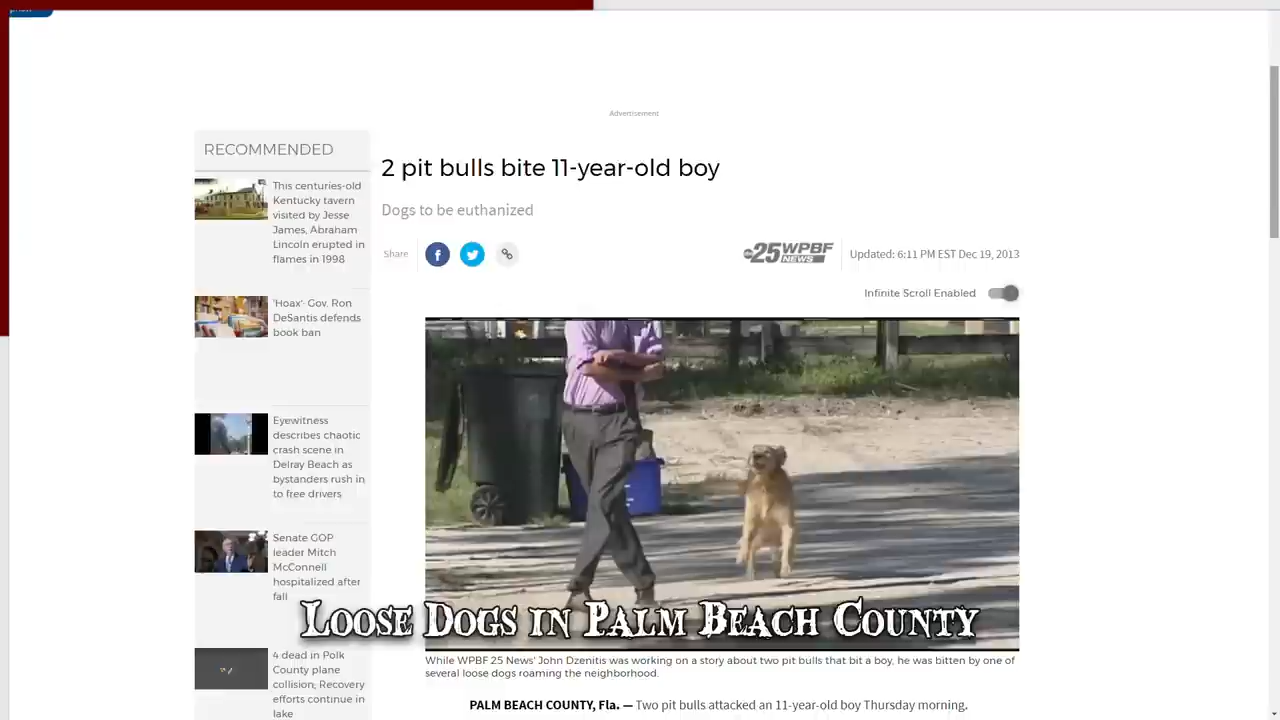 Advertisement
RECOMMENDED
This centuries-old
Kentucky tavern
visited by Jesse
James, Abraham
Lincoln erupted in
flames in 1998
'Hoax': Gov. Ron
DeSantis defends
book ban
Eyewitness
describes chaotic
crash scene in
Delray Beach as
bystanders rush in
to free drivers
Senate GOP
leader Mitch
McConnell
hospitalized after
fall
4 dead in Polk
County plane
collision; Recovery
efforts continue in
lake
2 pit bulls bite 11-year-old boy
Dogs to be euthanized
Share
25 WPBF
NEWS
Updated: 6:11 PM EST Dec 19, 2013
Infinite Scroll Enabled
LOOSE DOGS IN PALM BEACH COUNTY
While WPBF 25 News' John Dzenitis was working on a story about two pit bulls that bit a boy, he was bitten by one of
several loose dogs roaming the neighborhood.
PALM BEACH COUNTY, Fla. — Two pit bulls attacked an 11-year-old boy Thursday morning.